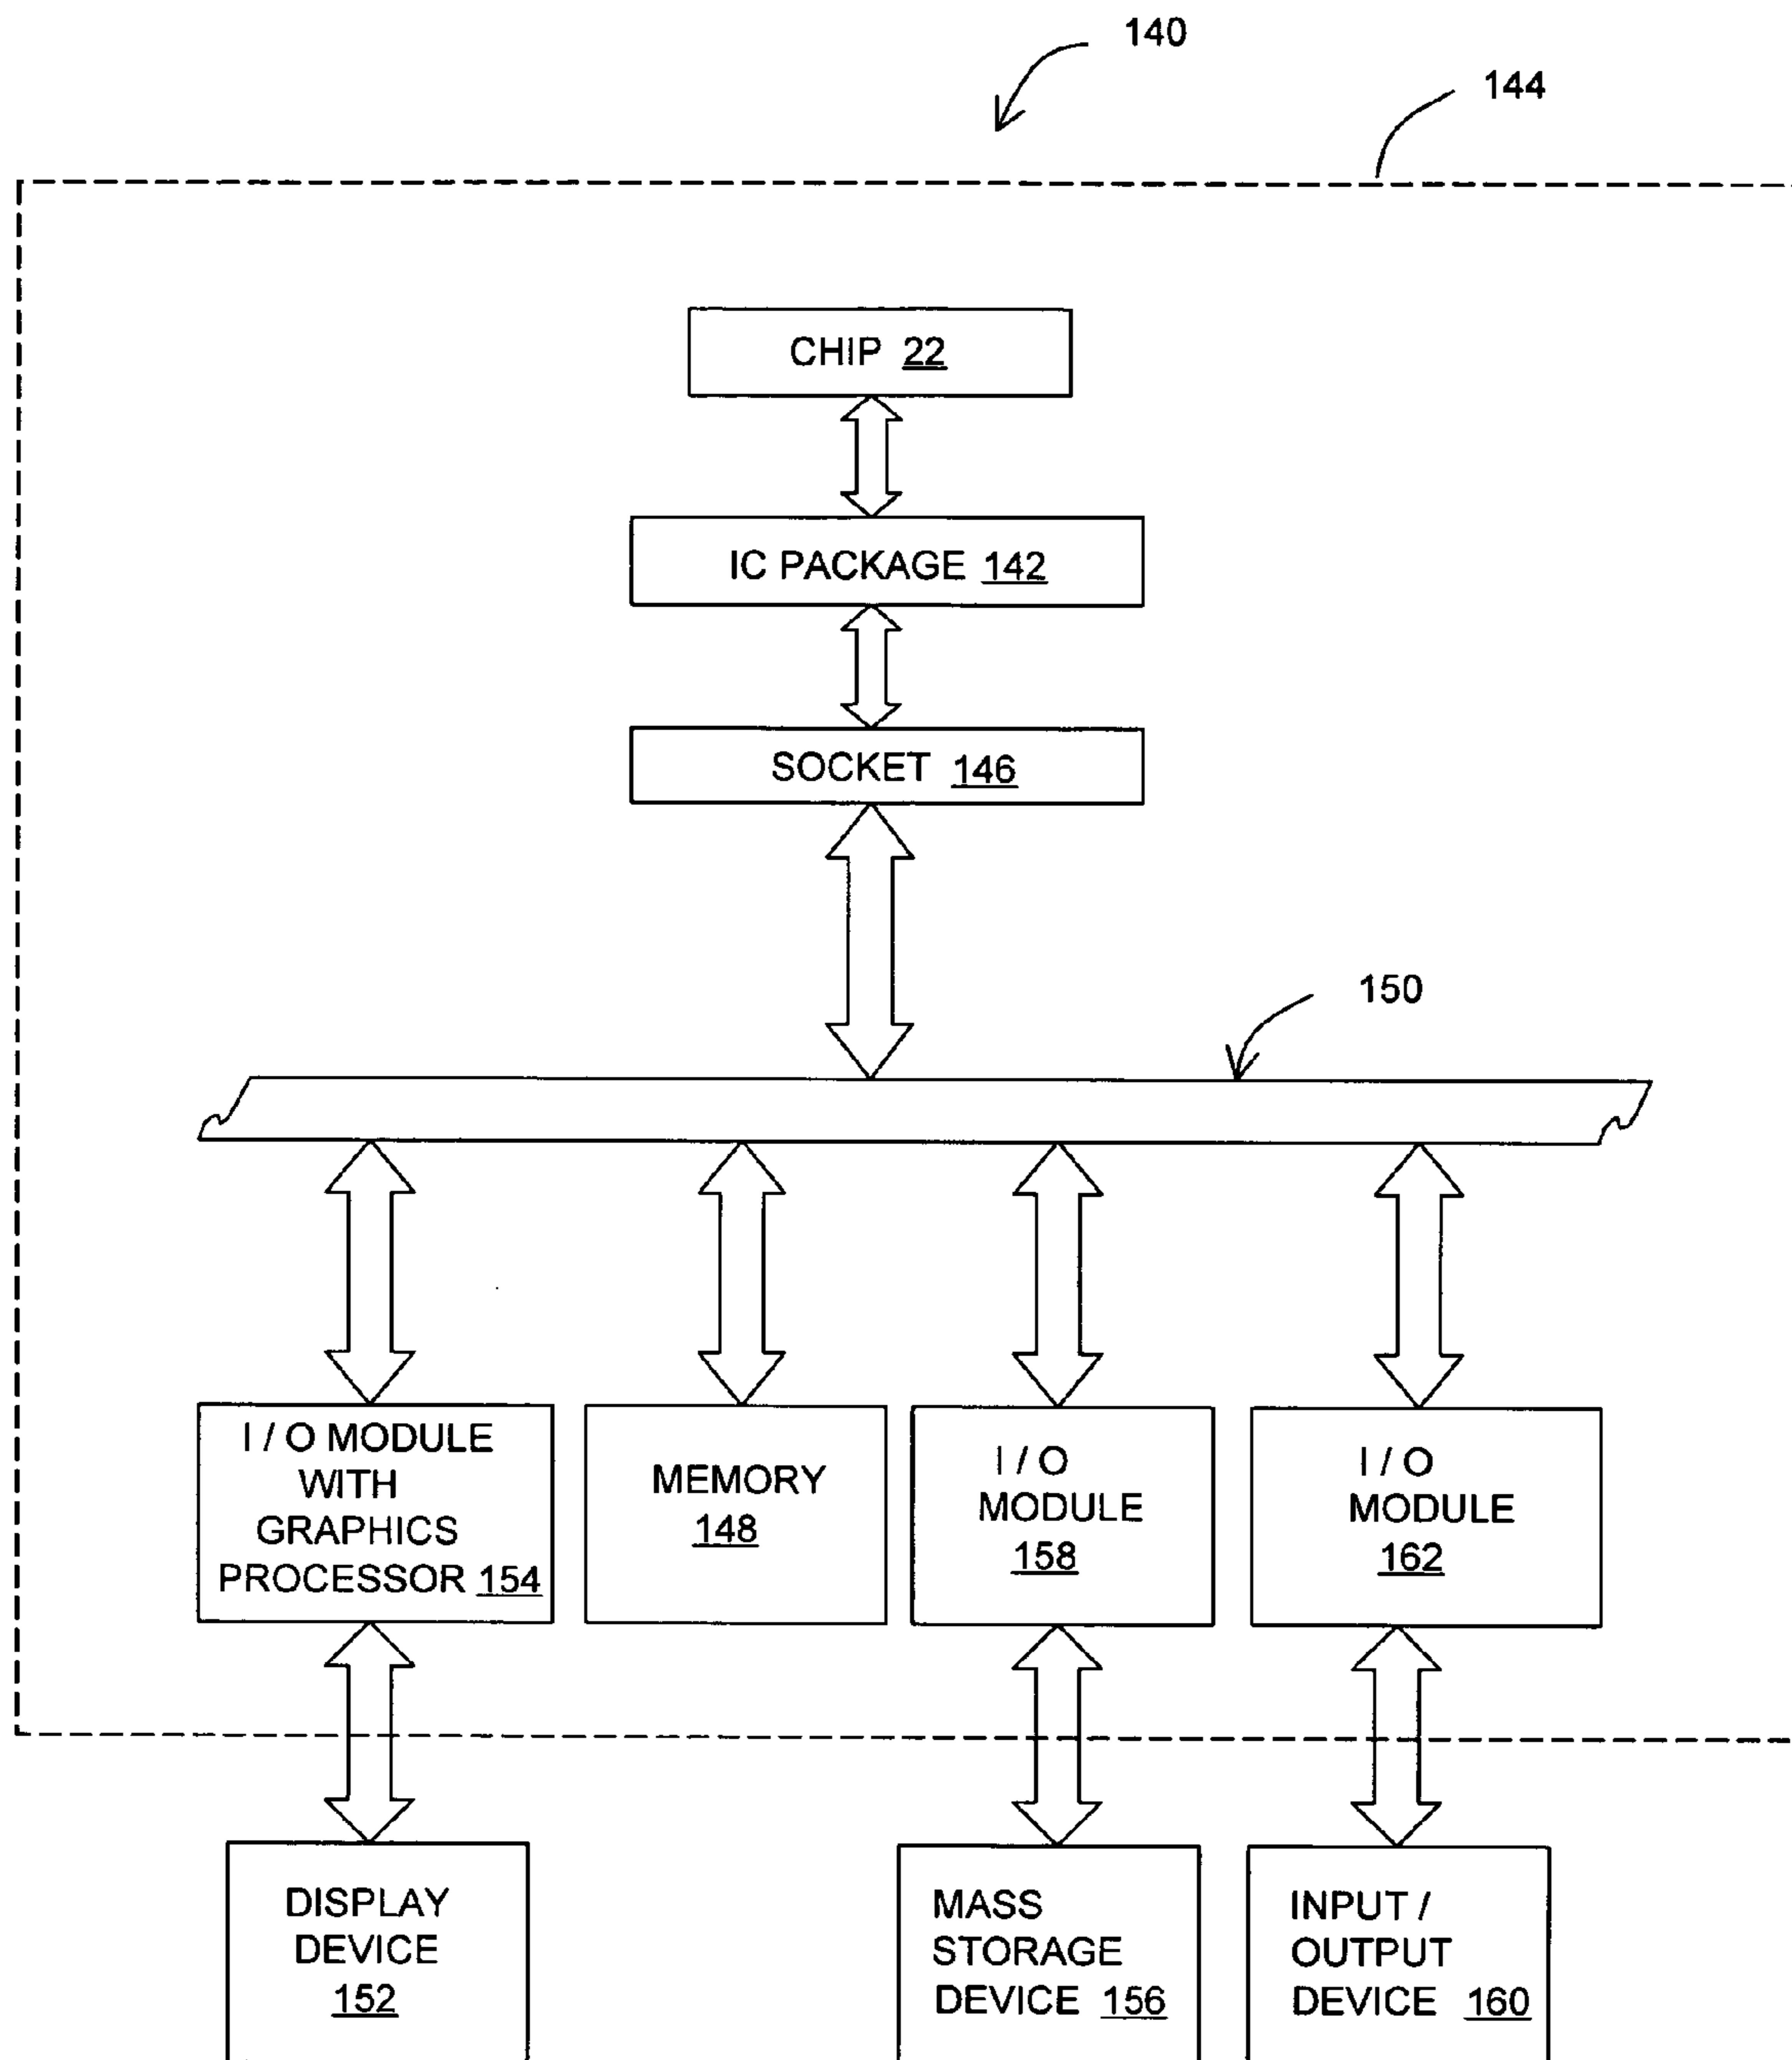 140
144
CHIP 22
IC PACKAGE 142
SOCKET 146
150
I / O MODULE
WITH
GRAPHICS
PROCESSOR 154
MEMORY
148
I / O
MODULE
158
I / O
MODULE
162
DISPLAY
DEVICE
152
MASS
STORAGE
DEVICE 156
INPUT /
OUTPUT
DEVICE 160